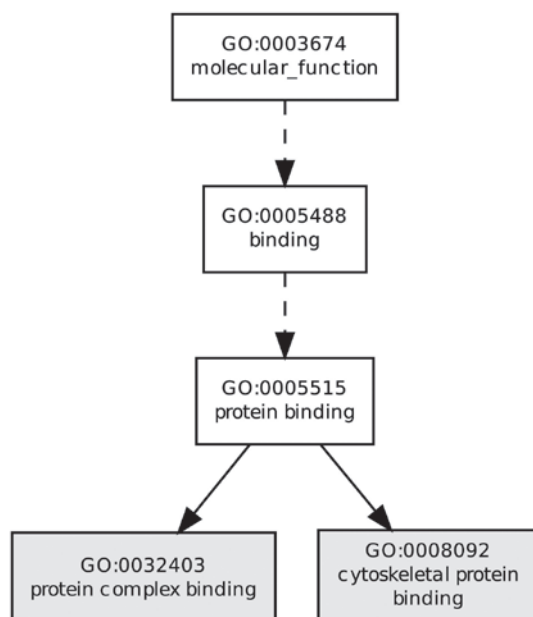 GO:0003674
molecular_function
GO:0005488
binding
GO:0005515
protein binding
GO:0032403
protein complex binding
GO:0008092
cytoskeletal protein
binding